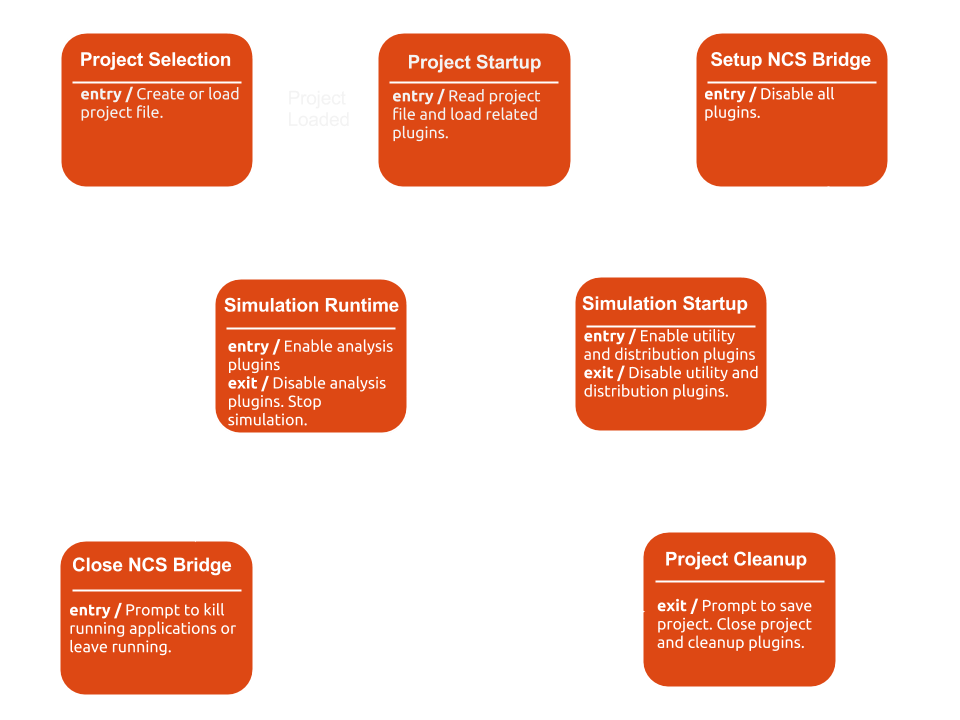 Project Selection
entry / Create or load
project file.
Project
Loaded
Project Startup
entry / Read project
file and load related
plugins.
Setup NCS Bridge
entry / Disable all
plugins.
Simulation Runtime
entry / Enable analysis
plugins
exit / Disable analysis
plugins. Stop
simulation.
Simulation Startup
entry / Enable utility
and distribution plugins
exit / Disable utility and
distribution plugins.
Close NCS Bridge
entry / Prompt to kill
running applications or
leave running.
Project Cleanup
exit / Prompt to save
project. Close project
and cleanup plugins.